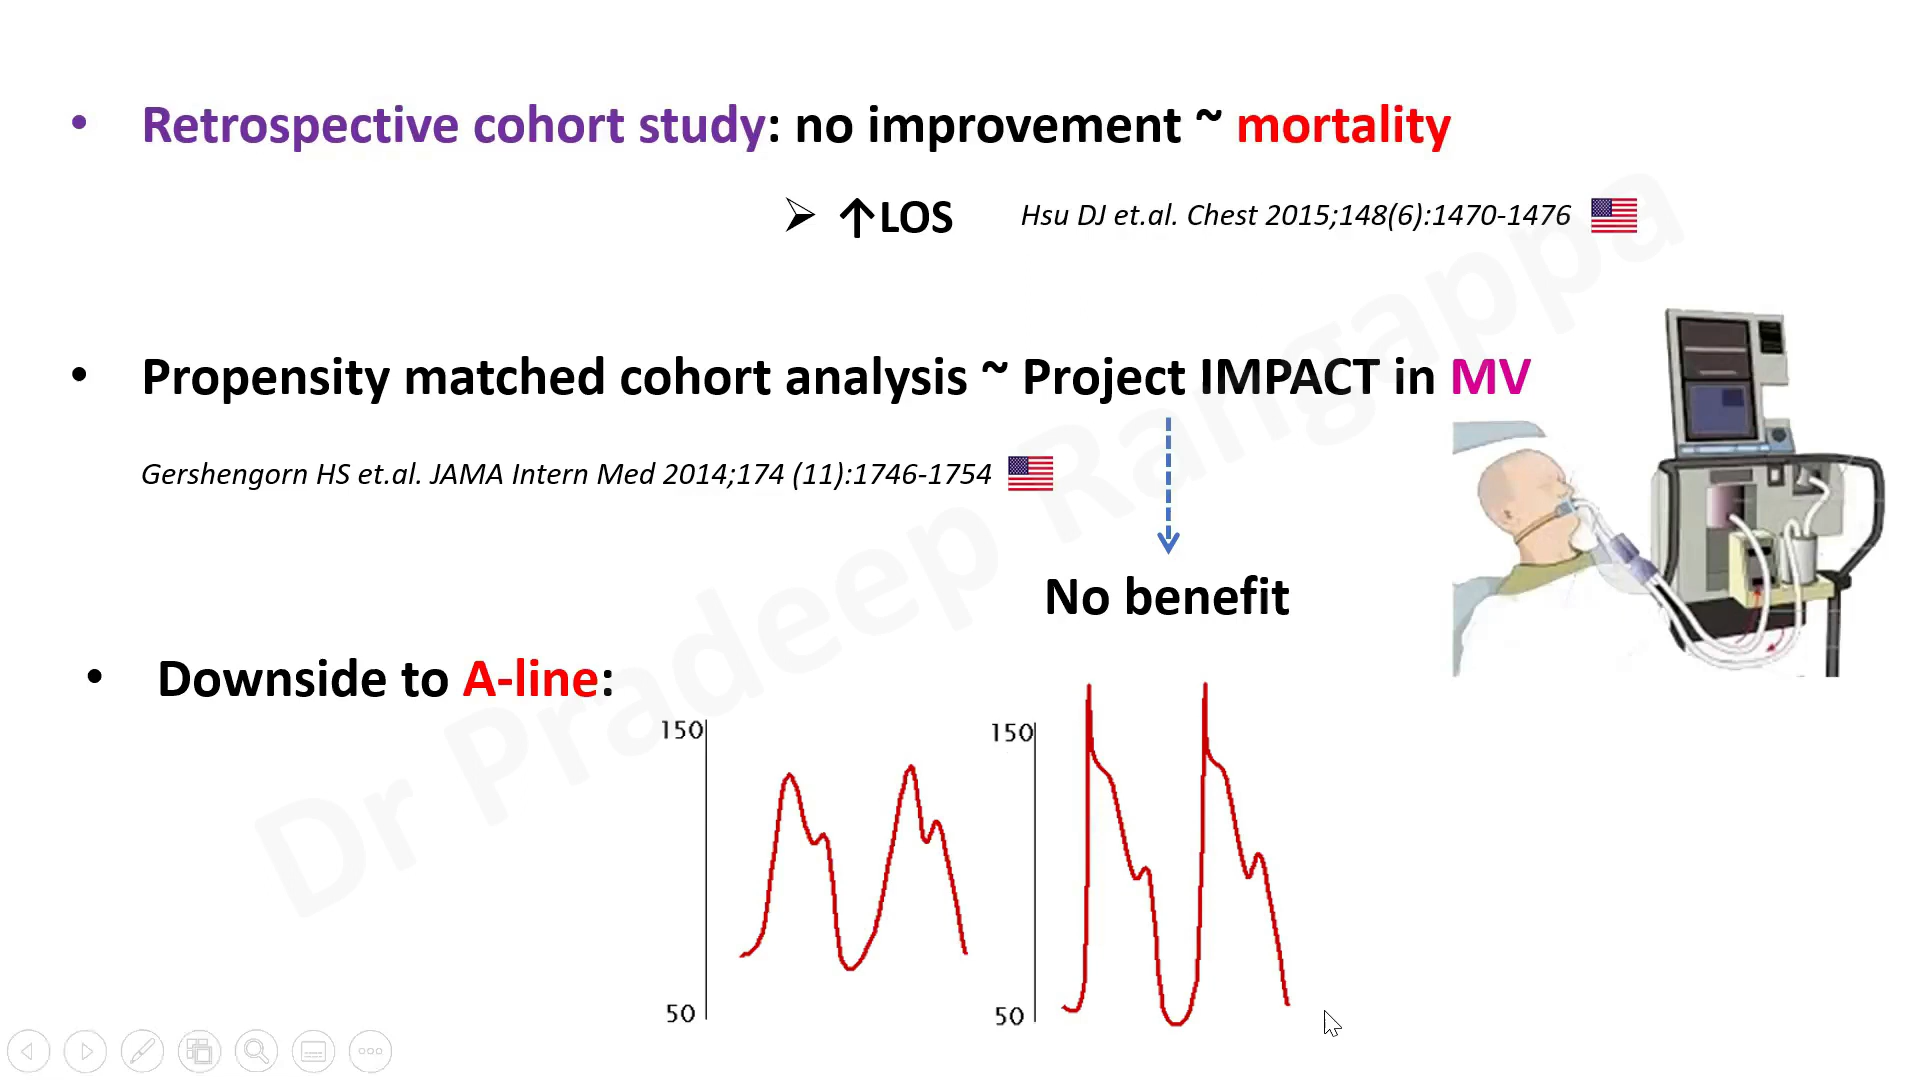 • Retrospective cohort study: no improvement ~ mortality
➢ ↑LOS Hsu DJ et.al. Chest 2015;148(6):1470-1476
• Propensity matched cohort analysis ~ Project IMPACT in MV
Gershengorn HS et.al. JAMA Intern Med 2014;174 (11):1746-1754
No benefit
• Downside to A-line:
150 150
50 50
Dr Pradeep Rangappa